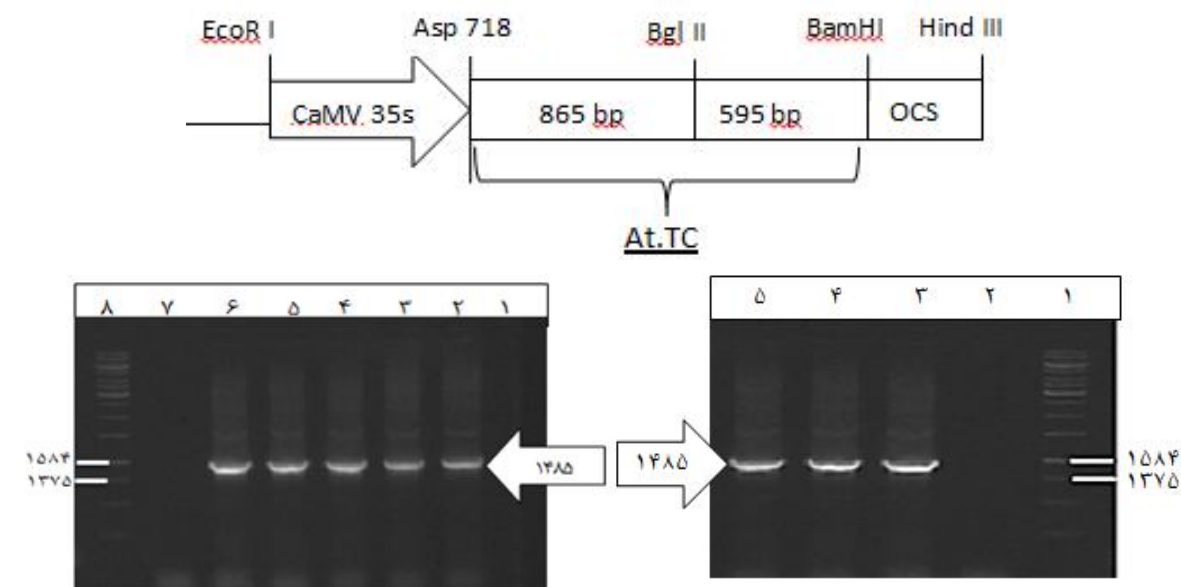 EcoR I Asp 718 Bgl II BamHI Hind III
CaMV 35s 865 bp 595 bp OCS
At.TC
۸ ۷ ۶ ۵ ۴ ۳ ۲ ۱
۵ ۴ ۳ ۲ ۱
۱۵۸۴
۱۳۷۵
۱۴۸۵
۱۴۸۵
۱۵۸۴
۱۳۷۵